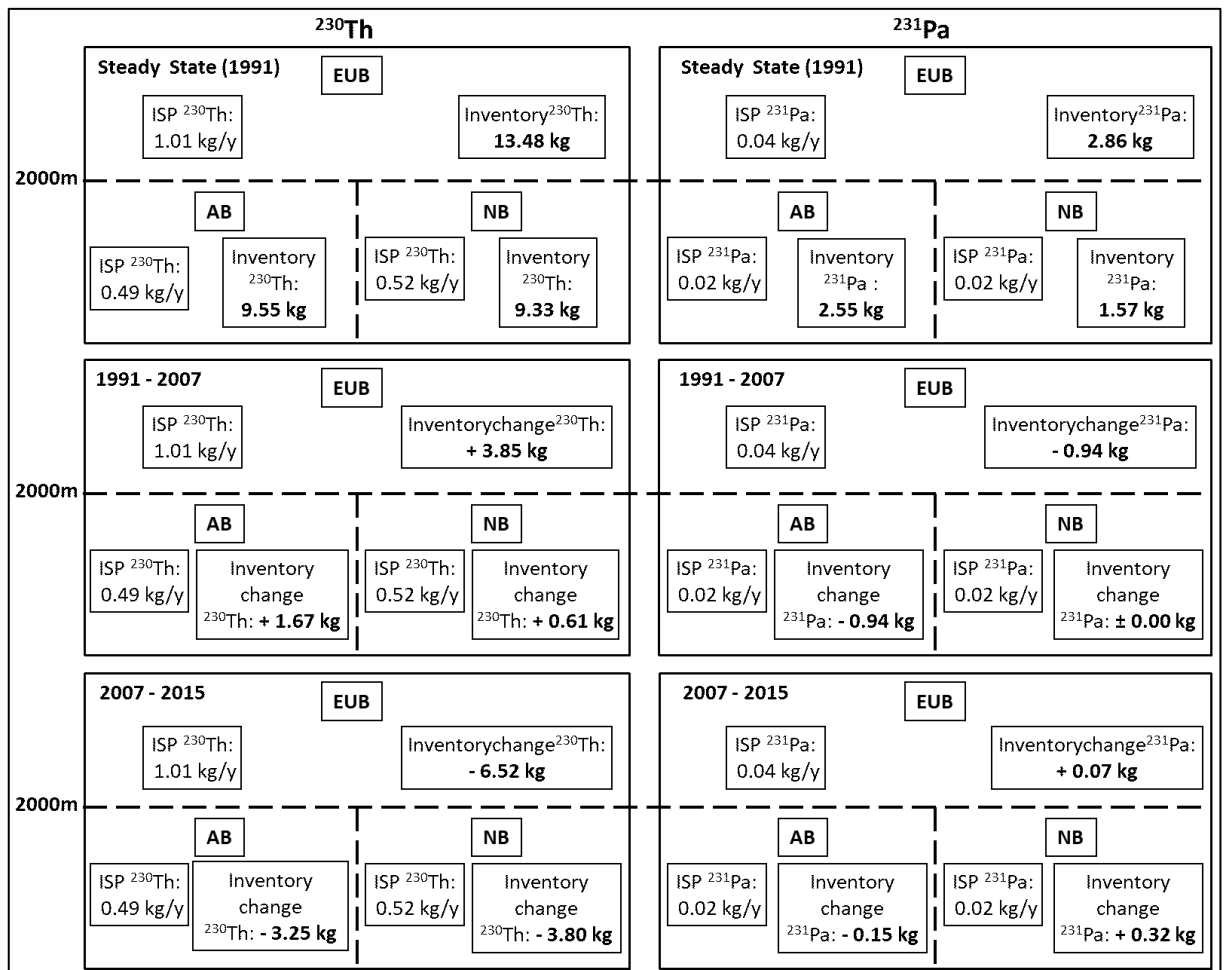 ²³⁰Th
²³¹Pa
Steady State (1991)
EUB
ISP ²³⁰Th:
1.01 kg/y
Inventory²³⁰Th:
13.48 kg
2000m
AB
ISP ²³⁰Th:
0.49 kg/y
Inventory
²³⁰Th:
9.55 kg
NB
ISP ²³⁰Th:
0.52 kg/y
Inventory
²³⁰Th:
9.33 kg
Steady State (1991)
EUB
ISP ²³¹Pa:
0.04 kg/y
Inventory²³¹Pa:
2.86 kg
AB
ISP ²³¹Pa:
0.02 kg/y
Inventory
²³¹Pa :
2.55 kg
NB
ISP ²³¹Pa:
0.02 kg/y
Inventory
²³¹Pa:
1.57 kg
1991 - 2007
EUB
ISP ²³⁰Th:
1.01 kg/y
Inventorychange²³⁰Th:
+ 3.85 kg
2000m
AB
ISP ²³⁰Th:
0.49 kg/y
Inventory
change
²³⁰Th: + 1.67 kg
NB
ISP ²³⁰Th:
0.52 kg/y
Inventory
change
²³⁰Th: + 0.61 kg
1991 - 2007
EUB
ISP ²³¹Pa:
0.04 kg/y
Inventorychange²³¹Pa:
- 0.94 kg
AB
ISP ²³¹Pa:
0.02 kg/y
Inventory
change
²³¹Pa: - 0.94 kg
NB
ISP ²³¹Pa:
0.02 kg/y
Inventory
change
²³¹Pa: ± 0.00 kg
2007 - 2015
EUB
ISP ²³⁰Th:
1.01 kg/y
Inventorychange²³⁰Th:
- 6.52 kg
2000m
AB
ISP ²³⁰Th:
0.49 kg/y
Inventory
change
²³⁰Th: - 3.25 kg
NB
ISP ²³⁰Th:
0.52 kg/y
Inventory
change
²³⁰Th: - 3.80 kg
2007 - 2015
EUB
ISP ²³¹Pa:
0.04 kg/y
Inventorychange²³¹Pa:
+ 0.07 kg
AB
ISP ²³¹Pa:
0.02 kg/y
Inventory
change
²³¹Pa: - 0.15 kg
NB
ISP ²³¹Pa:
0.02 kg/y
Inventory
change
²³¹Pa: + 0.32 kg